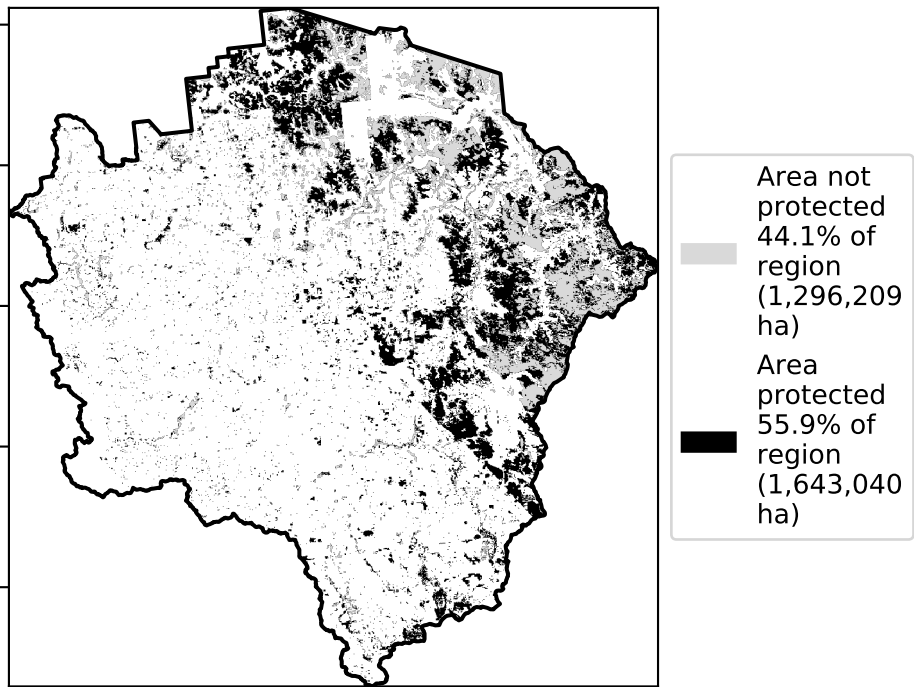 Area not
protected
44.1% of
region
(1,296,209
ha)
Area
protected
55.9% of
region
(1,643,040
ha)